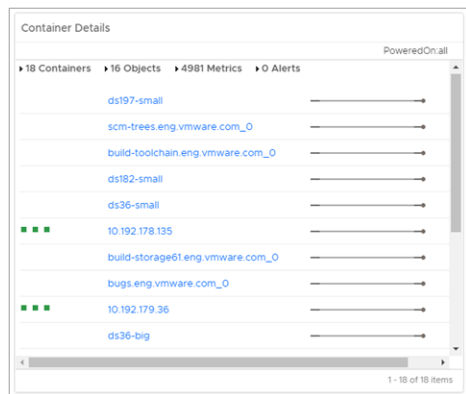 Container Details
PoweredOn:all
18 Containers 16 Objects 4981 Metrics 0 Alerts
ds197-small
scm-trees.eng.vmware.com_0
build-toolchain.eng.vmware.com_0
ds182-small
ds36-small
10.192.178.135
build-storage61.eng.vmware.com_0
bugs.eng.vmware.com_0
10.192.179.36
ds36-big
1 - 18 of 18 items